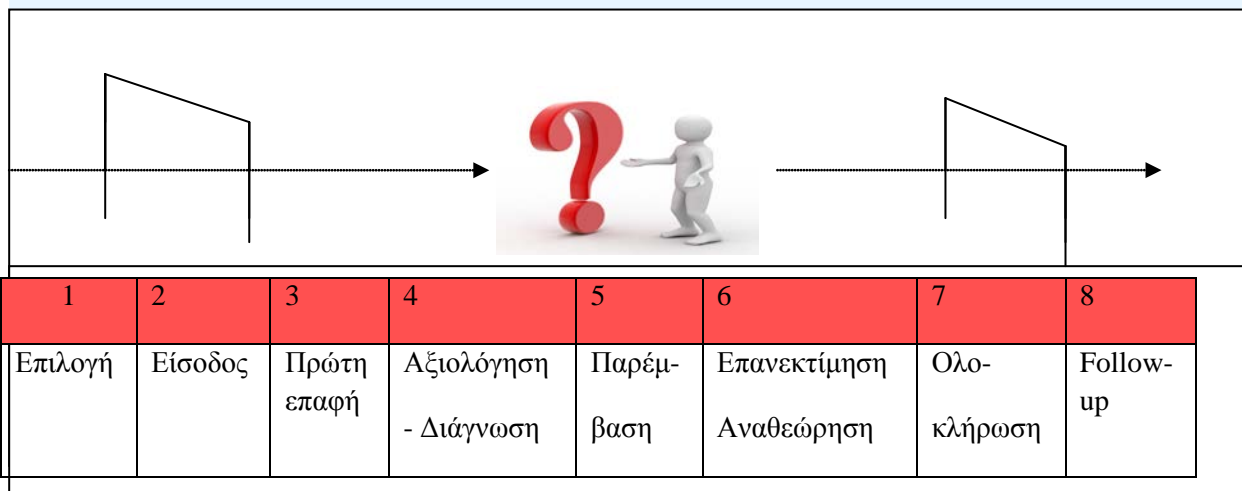 1 2 3 4 5 6 7 8
Επιλογή Είσοδος Πρώτη Αξιολόγηση Παρέμ- Επανεκτίμηση Ολο- Follow-
επαφή up
- Διάγνωση βαση Αναθεώρηση κλήρωση